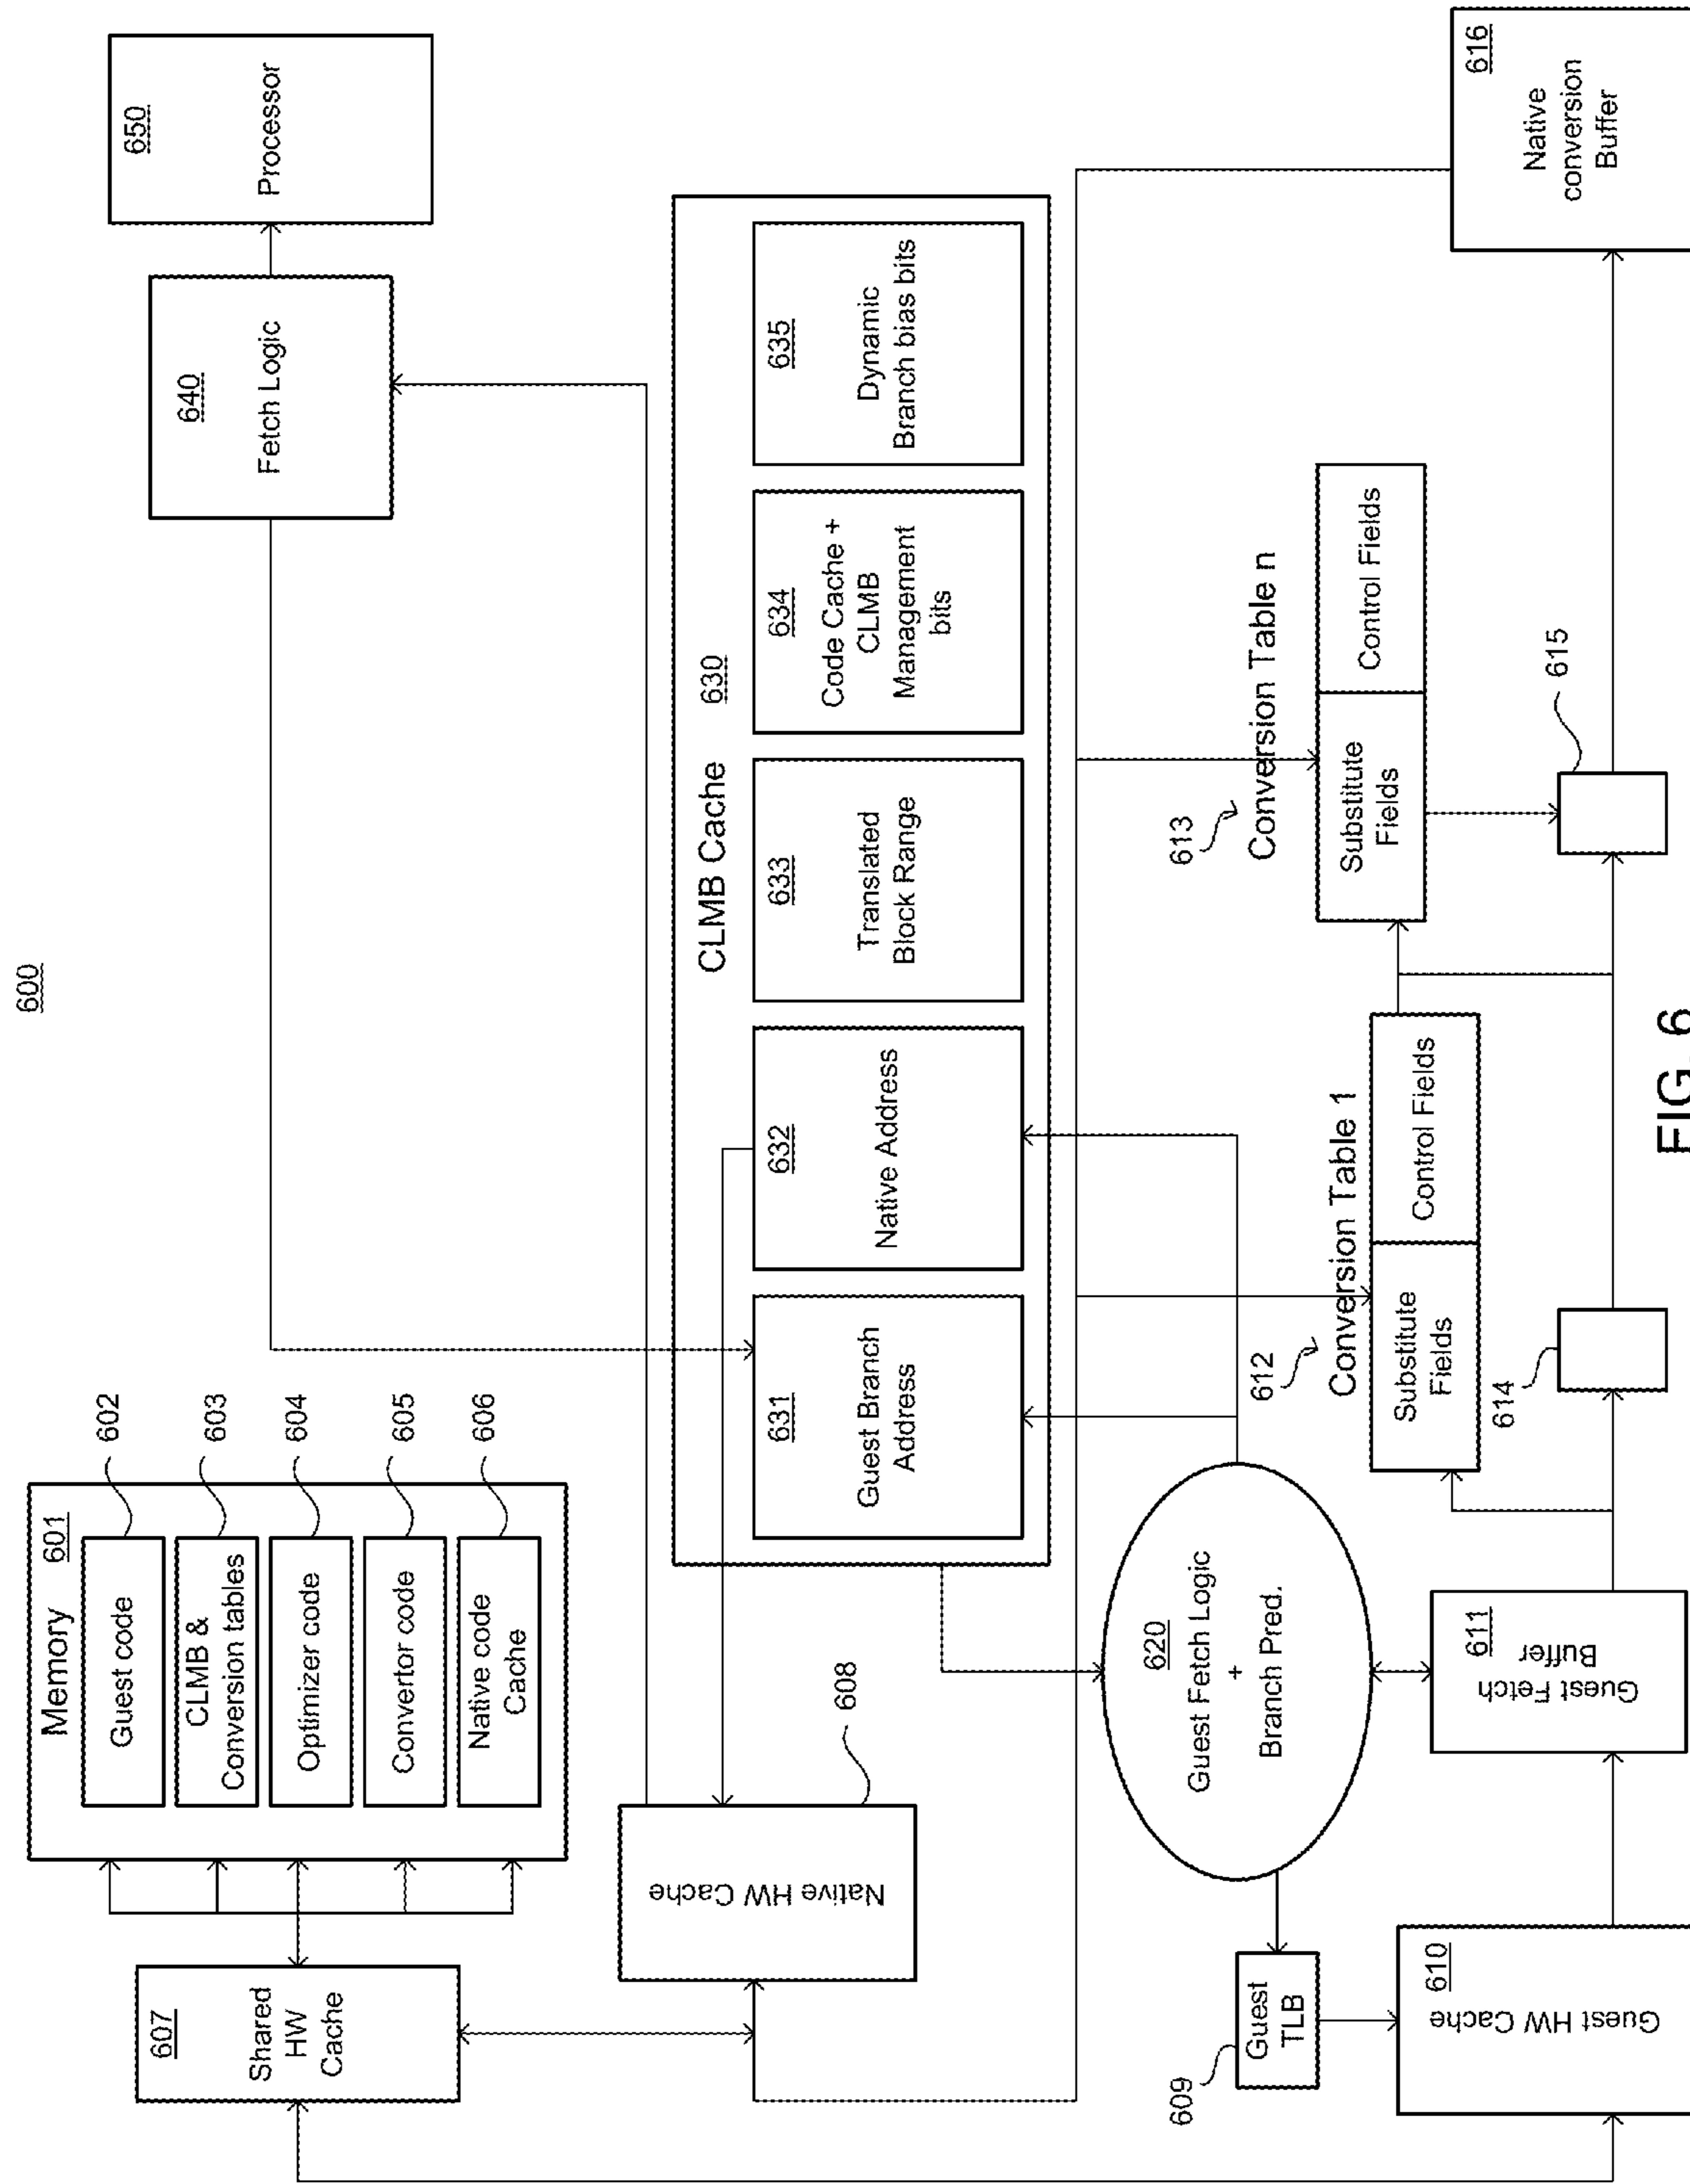 600
Memory
601
Guest code
CLMB &
Conversion tables
Optimizer code
Convertor code
Native code
Cache
602
603
604
605
606
607
Shared
HW
Cache
640
Fetch Logic
650
Processor
Native HW Cache
608
CLMB Cache
630
631
Guest Branch
Address
632
Native Address
633
Translated
Block Range
634
Code Cache +
CLMB
Management
bits
635
Dynamic
Branch bias bits
620
Guest Fetch Logic
+
Branch Pred.
609
Guest
TLB
610
Guest HW Cache
611
Guest Fetch
Buffer
612
Conversion Table 1
Substitute
Fields
Control Fields
614
613
Conversion Table n
Substitute
Fields
Control Fields
615
616
Native
conversion
Buffer
FIG. 6